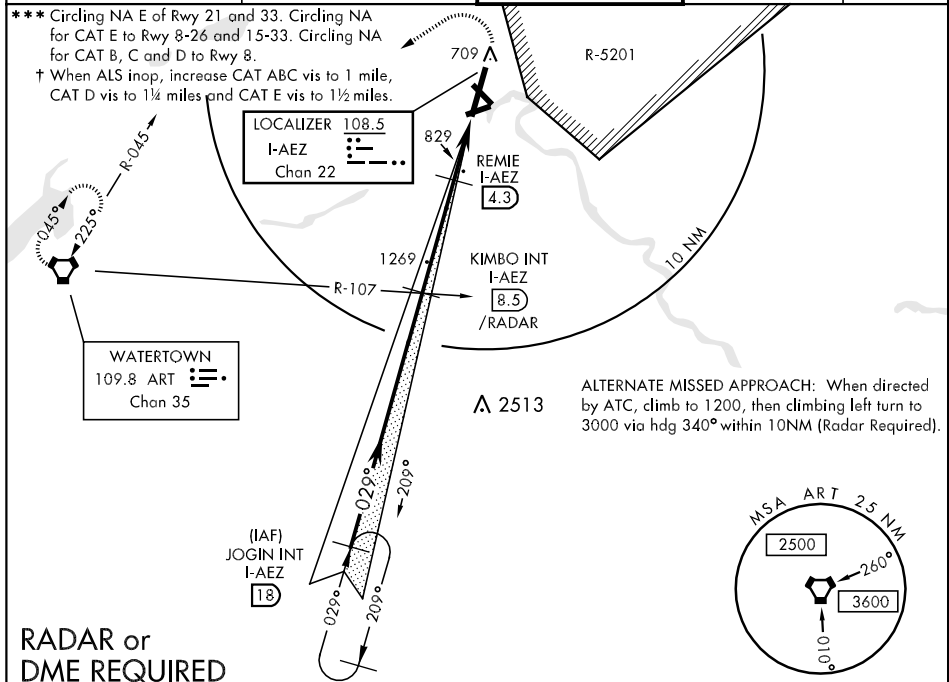 *** Circling NA E of Rwy 21 and 33. Circling NA
for CAT E to Rwy 8-26 and 15-33. Circling NA
for CAT B, C and D to Rwy 8.
† When ALS inop, increase CAT ABC vis to 1 mile,
CAT D vis to 1¼ miles and CAT E vis to 1½ miles.
709
R-5201
LOCALIZER 108.5
I-AEZ
Chan 22
829
REMIE
I-AEZ
4.3
R-045
045°
225°
1269
KIMBO INT
I-AEZ
8.5
/RADAR
10 NM
R-107
WATERTOWN
109.8 ART
Chan 35
2513
ALTERNATE MISSED APPROACH: When directed
by ATC, climb to 1200, then climbing left turn to
3000 via hdg 340° within 10NM (Radar Required).
029°
209°
(IAF)
JOGIN INT
I-AEZ
18
029°
209°
MSA ART 25 NM
2500
260°
3600
010°
RADAR or
DME REQUIRED